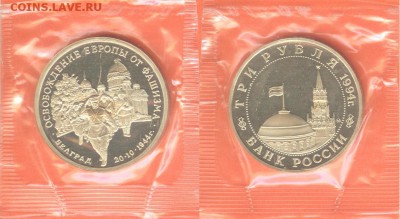 COINS.LAVE.RU
ОСВОБОЖДЕНИЕ ЕВРОПЫ ОТ ФАШИЗМА
БЕЛГРАД 20·10·1944г.
ТРИ РУБЛЯ 1994г.
БАНК РОССИИ